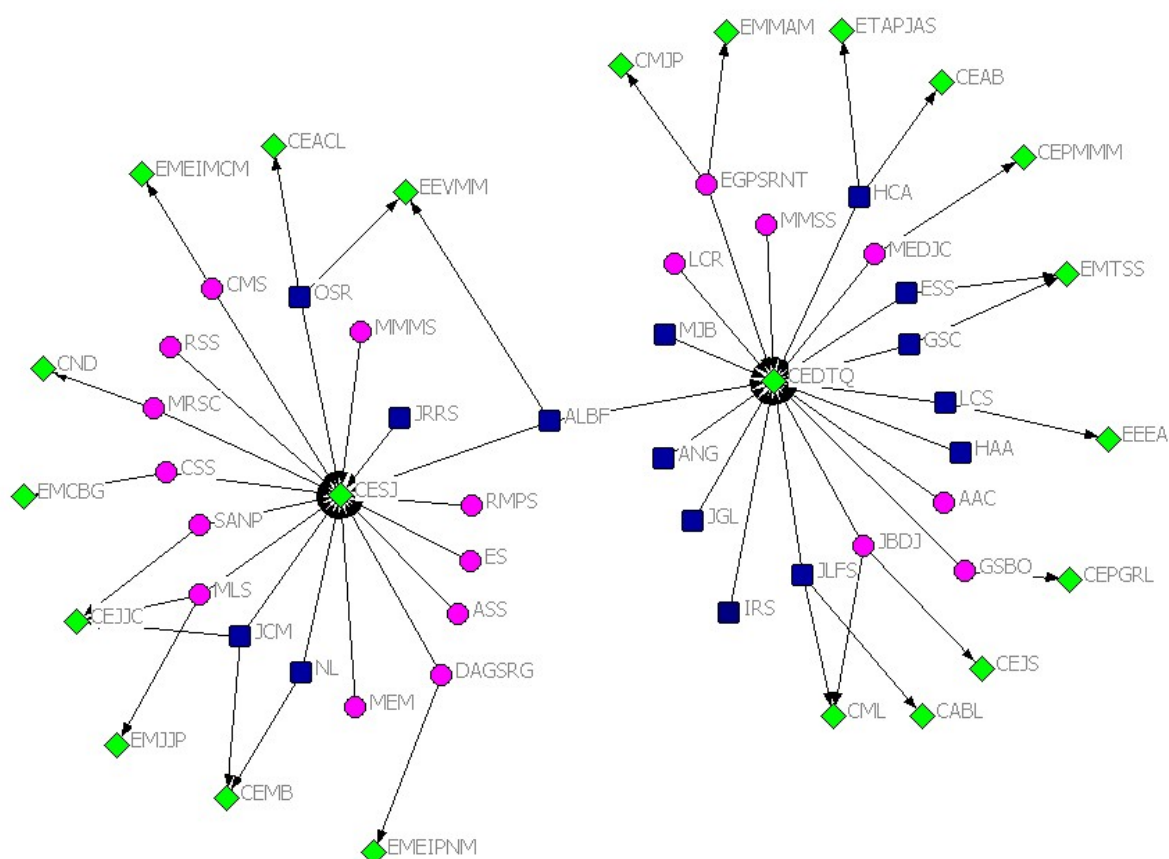 EMMAM
ETAPJAS
CMJP
CEAB
CEACL
CEPMMM
EMEIMCM
EGPSRNT
EEVMM
HCA
MMSS
MEDJC
LCR
EMTSS
CMS
OSR
ESS
MMMS
MJB
GSC
RSS
CND
CEDTQ
MRSC
LCS
JRRS
ALBF
EEEA
ANG
HAA
CSS
EMCBG
CESJ
RMPS
AAC
SANP
JGL
JBDJ
ES
JLFS
GSBO
CEPGRL
MLS
CEJJC
ASS
IRS
JCM
NL
DAGSRG
CEJS
MEM
CML
CABL
EMJJP
CEMB
EMEIPNM